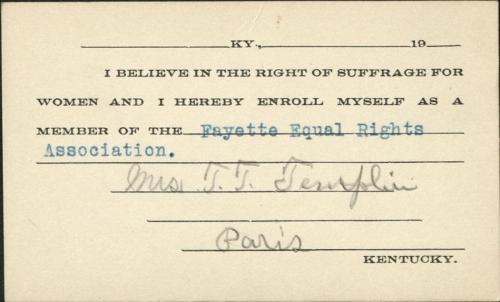 KY., 19
I BELIEVE IN THE RIGHT OF SUFFRAGE FOR
WOMEN AND I HEREBY ENROLL MYSELF AS A
MEMBER OF THE Fayette Equal Rights
Association.
Mrs T. T. Templin
Paris
KENTUCKY.